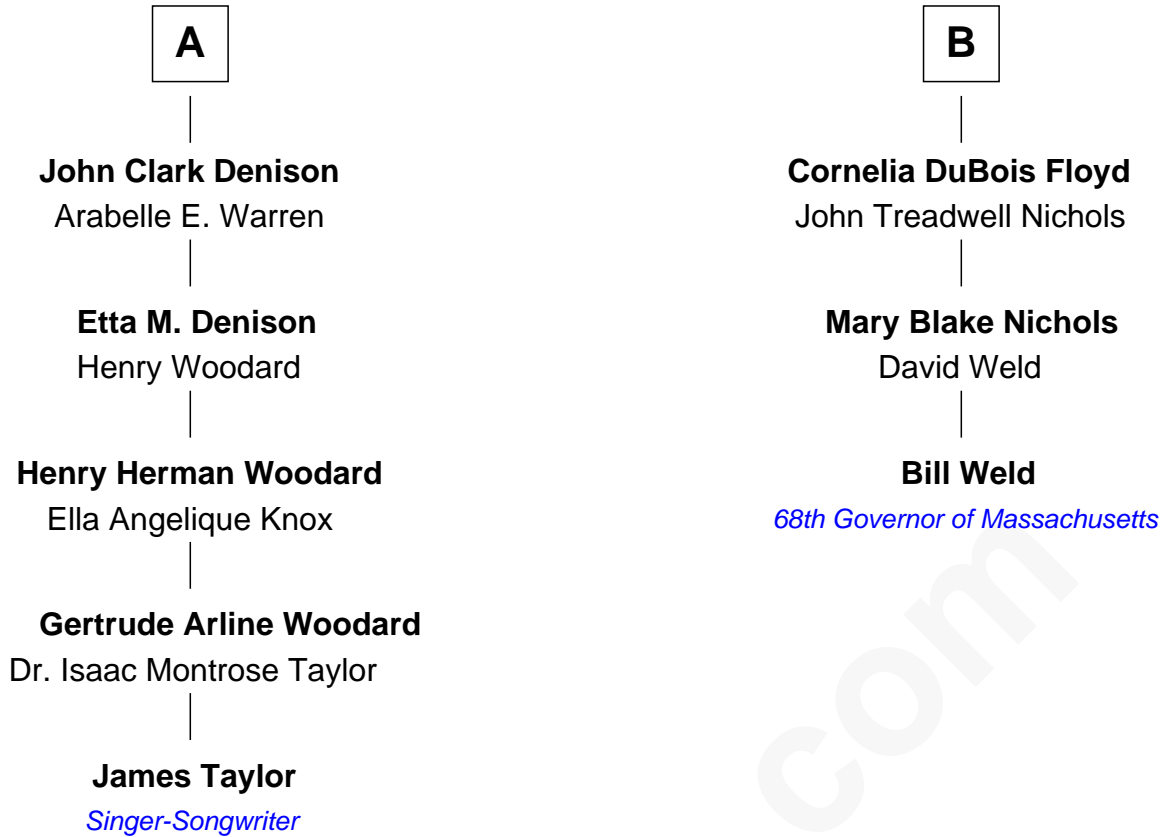 A
John Clark Denison
Arabelle E. Warren
Etta M. Denison
Henry Woodard
Henry Herman Woodard
Ella Angelique Knox
Gertrude Arline Woodard
Dr. Isaac Montrose Taylor
James Taylor
Singer-Songwriter
B
Cornelia DuBois Floyd
John Treadwell Nichols
Mary Blake Nichols
David Weld
Bill Weld
68th Governor of Massachusetts
com